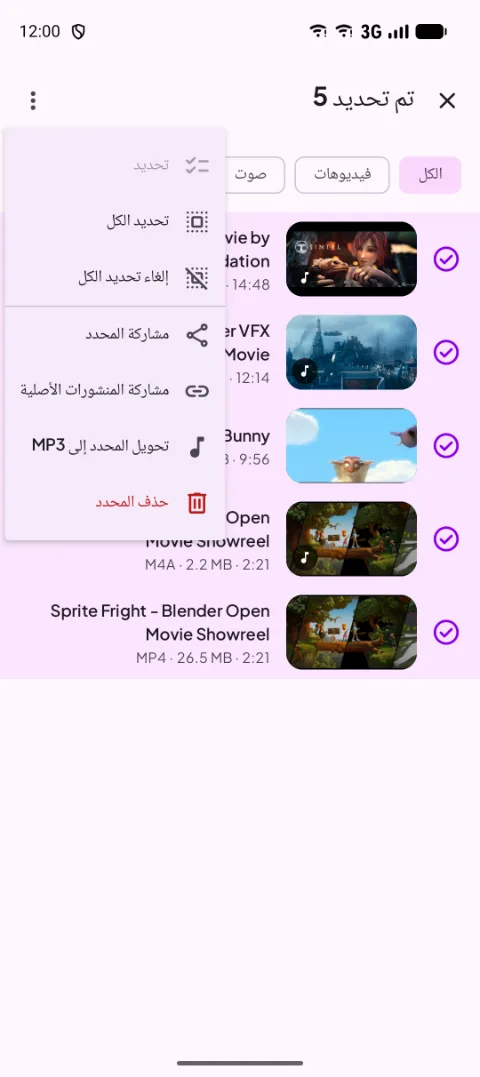 12:00
3G
تم تحديد 5
الكل
فيديوهات
صوت
تحديد
تحديد الكل
إلغاء تحديد الكل
مشاركة المحدد
مشاركة المنشورات الأصلية
تحويل المحدد إلى MP3
حذف المحدد
SINTEL
by
· 14:48
VFX
Movie
· 12:14
Bunny
· 9:56
Open
Movie Showreel
M4A · 2.2 MB · 2:21
Sprite Fright - Blender Open
Movie Showreel
MP4 · 26.5 MB · 2:21